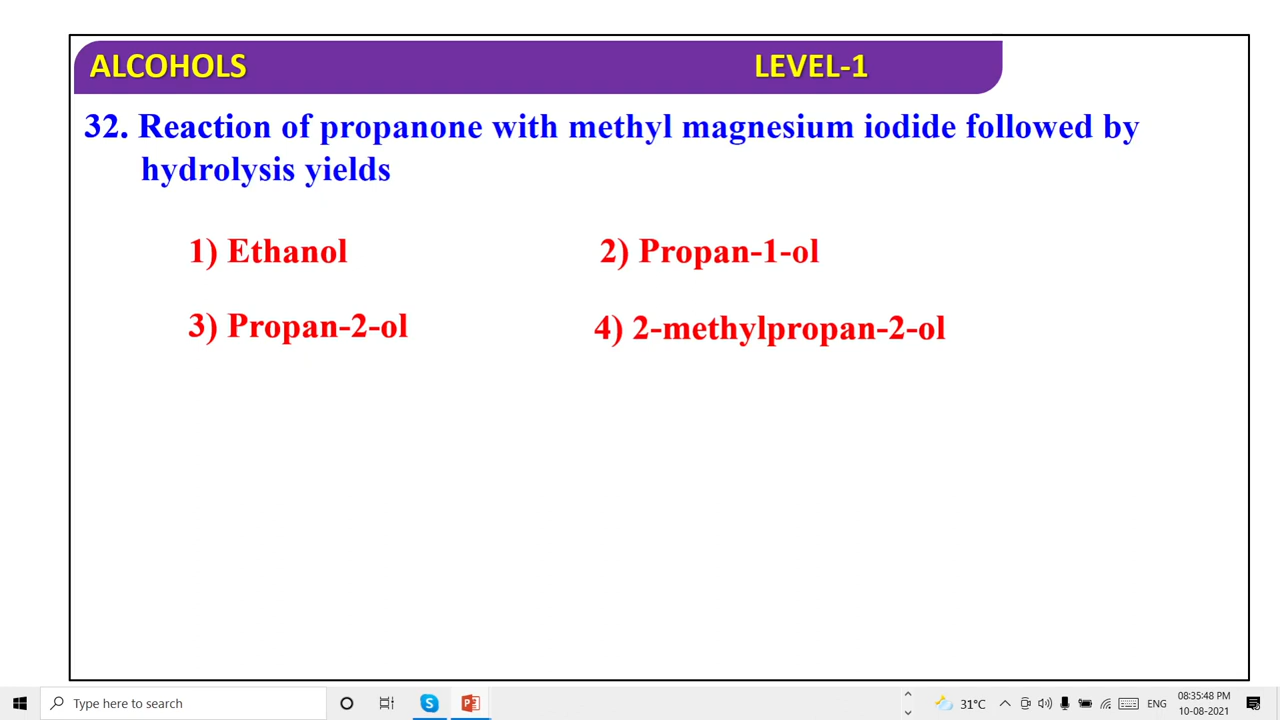 ALCOHOLS LEVEL-1
32. Reaction of propanone with methyl magnesium iodide followed by
hydrolysis yields
1) Ethanol 2) Propan-1-ol
3) Propan-2-ol 4) 2-methylpropan-2-ol
Type here to search 31°C ENG 08:35:48 PM
10-08-2021